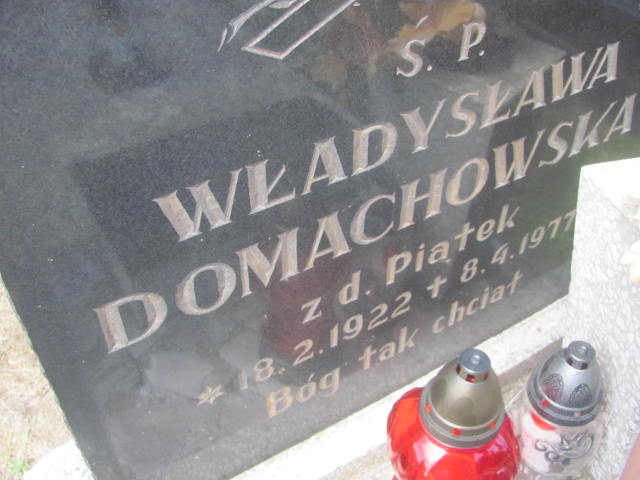 Ś. P.
WŁADYSŁAWA
DOMACHOWSKA
z d. Piątek
* 18.2.1922 + 8.4.1977
Bóg tak chciał